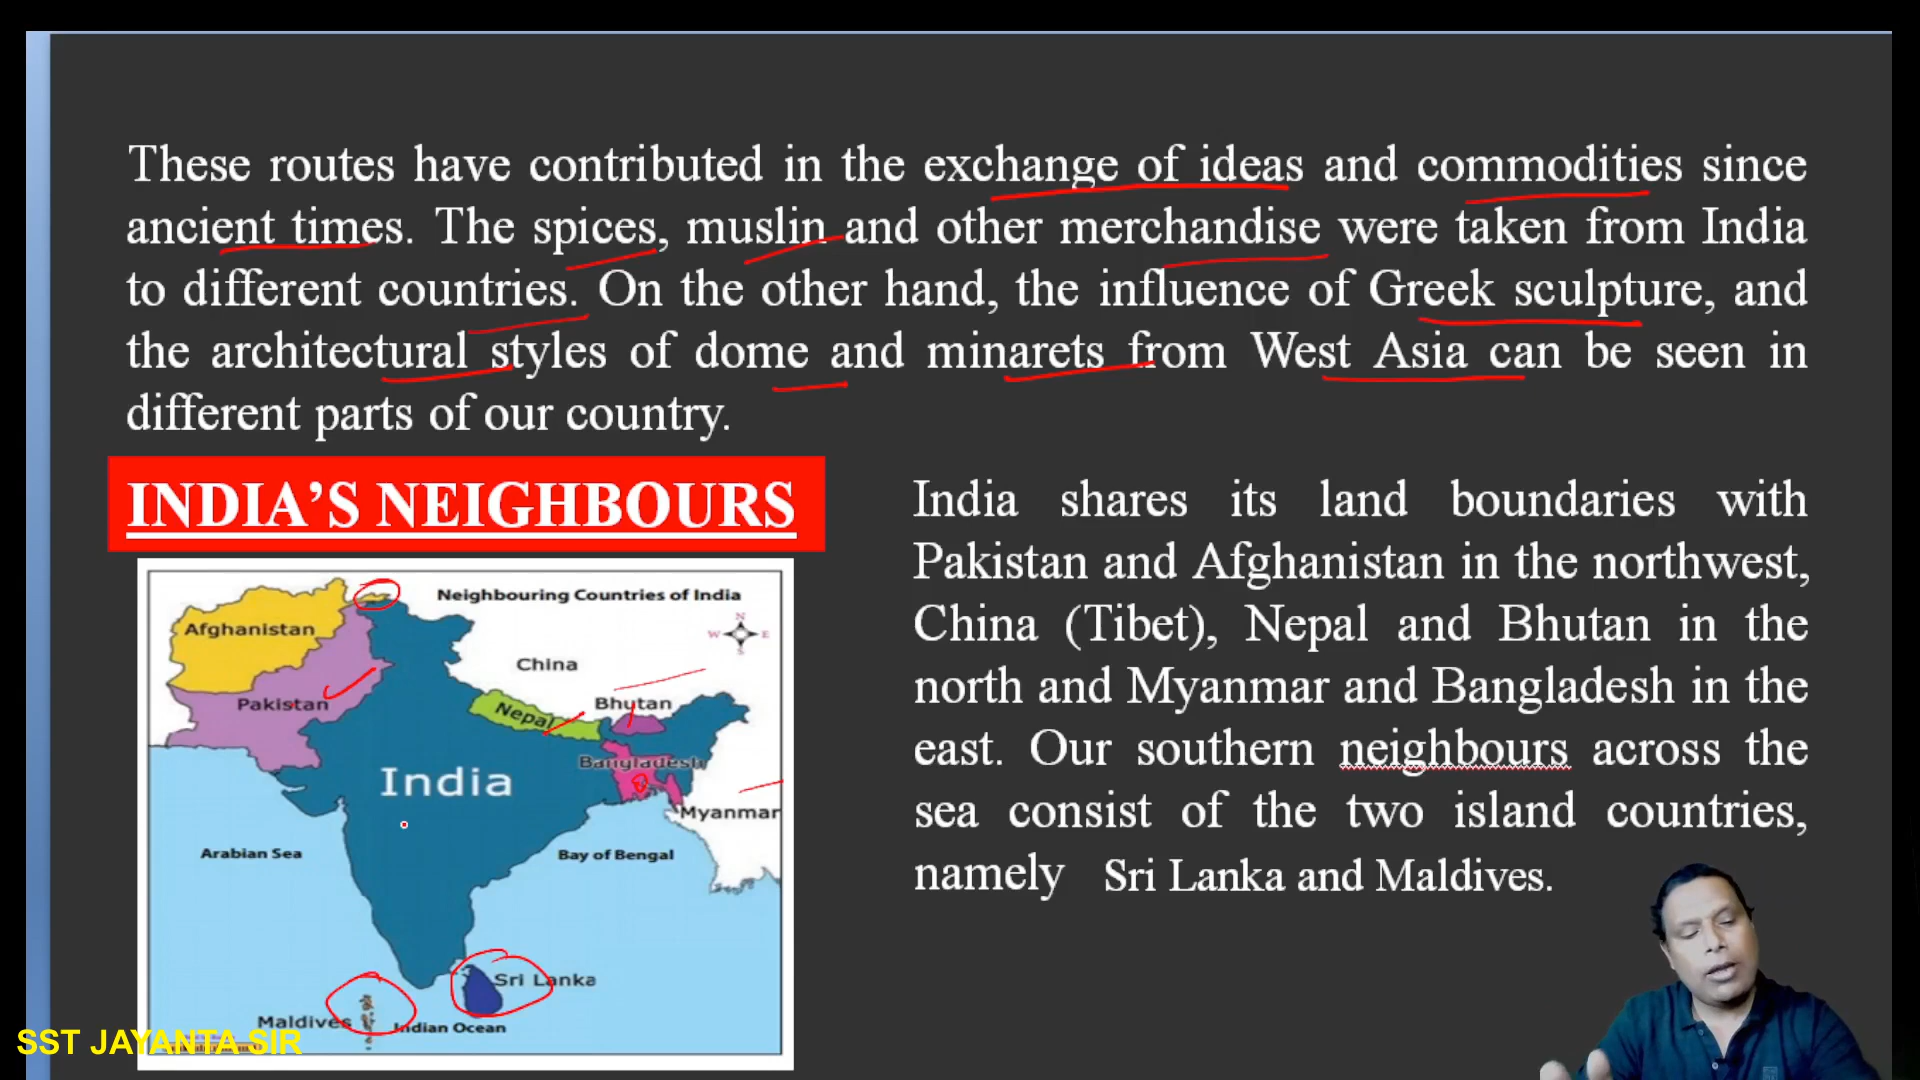 These routes have contributed in the exchange of ideas and commodities since
ancient times. The spices, muslin and other merchandise were taken from India
to different countries. On the other hand, the influence of Greek sculpture, and
the architectural styles of dome and minarets from West Asia can be seen in
different parts of our country.
INDIA’S NEIGHBOURS
Neighbouring Countries of India
N
W E
S
Afghanistan
China
Pakistan
Nepal
Bhutan
Bangladesh
India
Myanmar
Arabian Sea
Bay of Bengal
Sri Lanka
Maldives
Indian Ocean
India shares its land boundaries with
Pakistan and Afghanistan in the northwest,
China (Tibet), Nepal and Bhutan in the
north and Myanmar and Bangladesh in the
east. Our southern neighbours across the
sea consist of the two island countries,
namely Sri Lanka and Maldives.
SST JAYANTA SIR